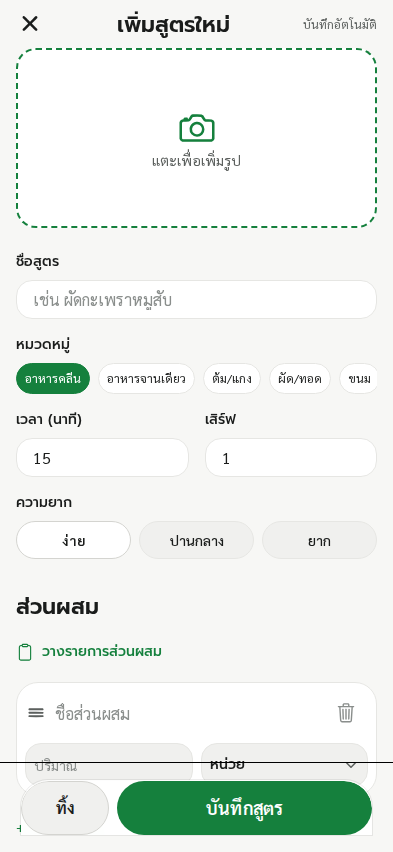 เพิ่มสูตรใหม่
บันทึกอัตโนมัติ
แตะเพื่อเพิ่มรูป
ชื่อสูตร
เช่น ผัดกะเพราหมูสับ
หมวดหมู่
อาหารคลีน อาหารจานเดียว ต้ม/แกง ผัด/ทอด ขนม
เวลา (นาที) เสิร์ฟ
15 1
ความยาก
ง่าย ปานกลาง ยาก
ส่วนผสม
วางรายการส่วนผสม
ชื่อส่วนผสม
ปริมาณ หน่วย
ทิ้ง บันทึกสูตร